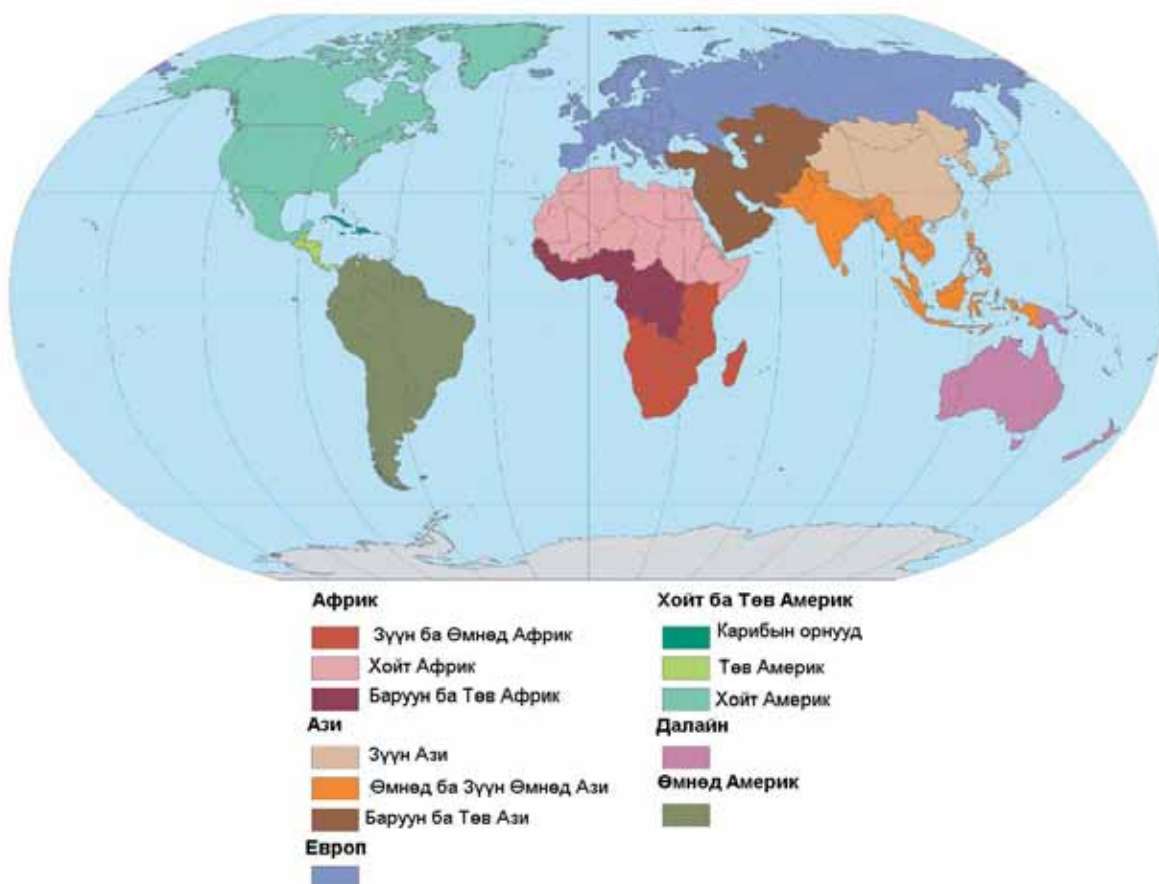 Африк
Зүүн ба Өмнөд Африк
Хойт Африк
Баруун ба Төв Африк
Ази
Зүүн Ази
Өмнөд ба Зүүн Өмнөд Ази
Баруун ба Төв Ази
Европ
Хойт ба Төв Америк
Карибын орнууд
Төв Америк
Хойт Америк
Далайн
Өмнөд Америк